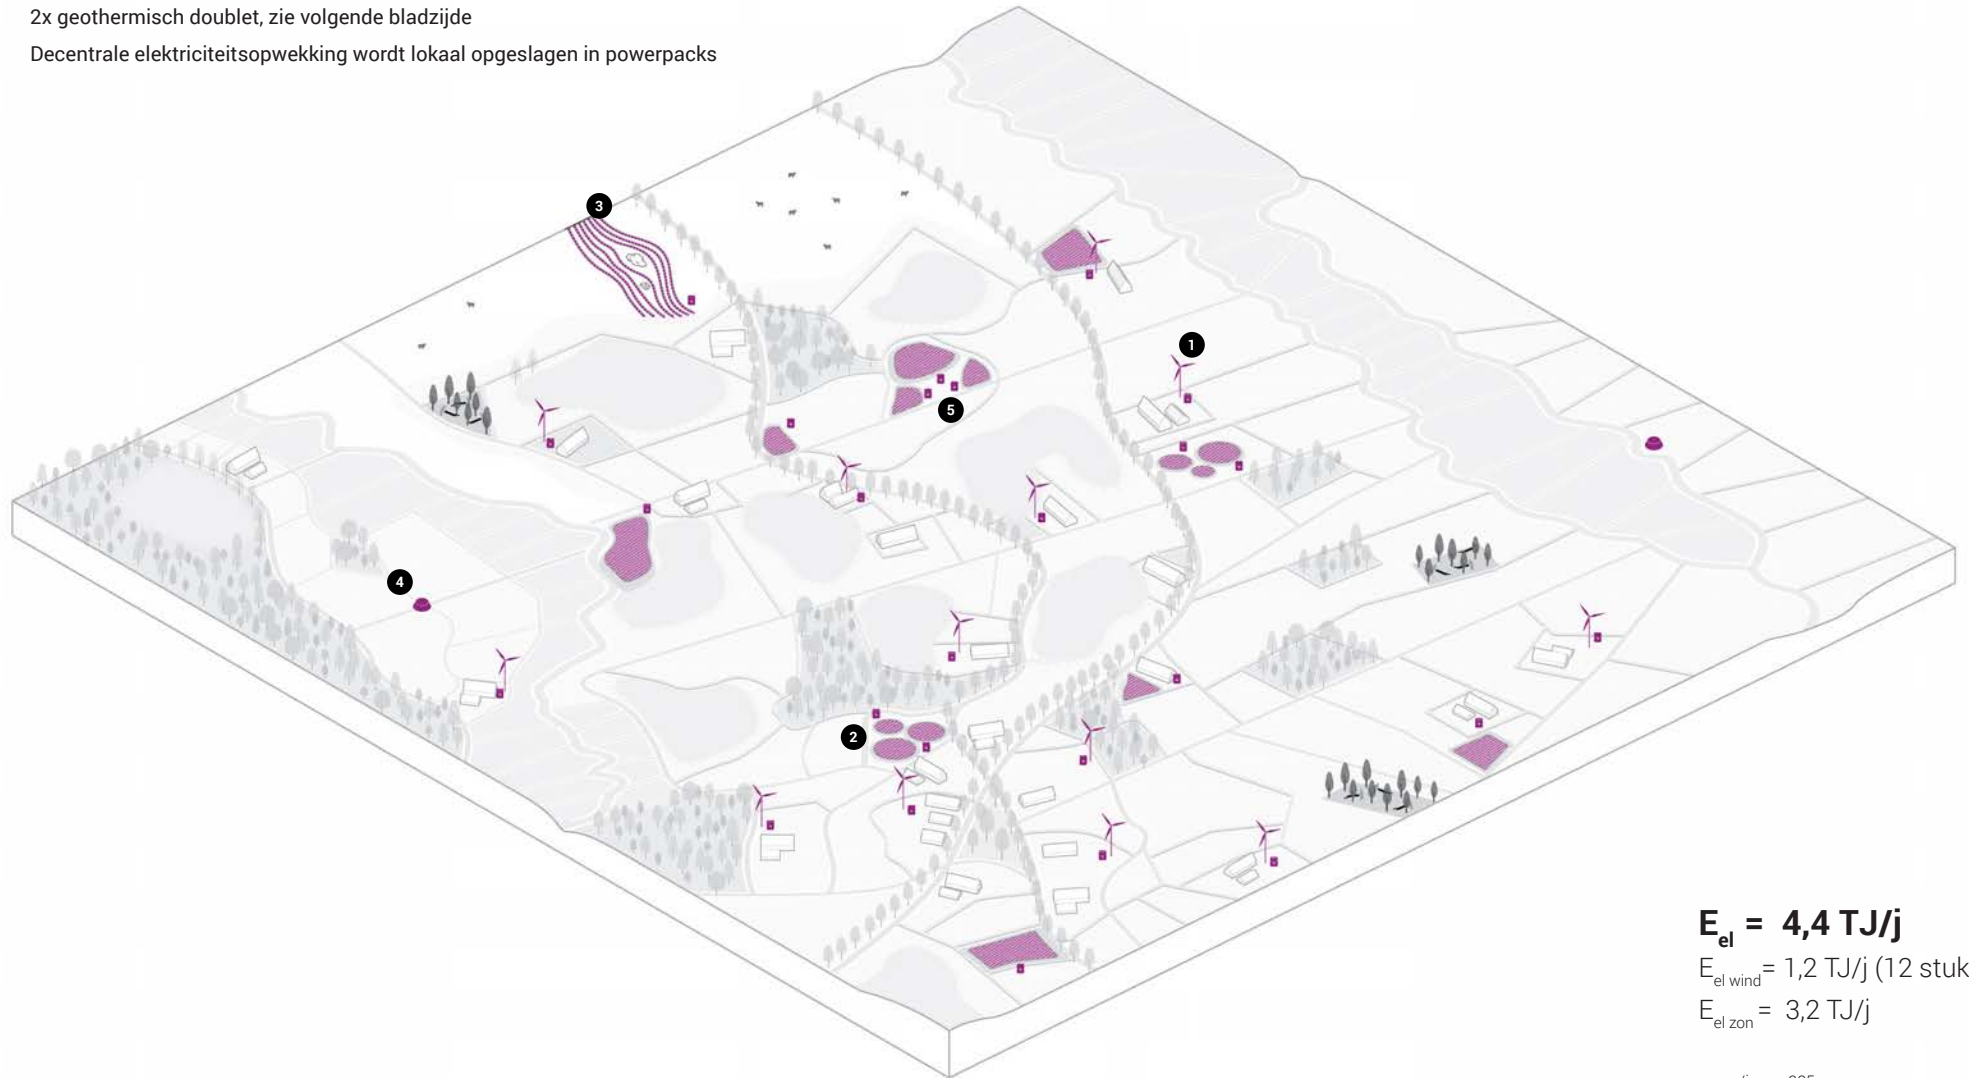 2x geothermisch doublet, zie volgende bladzijde
Decentrale elektriciteitsopwekking wordt lokaal opgeslagen in powerpacks
3
1
5
4
2
E el = 4,4 TJ/j
E el wind = 1,2 TJ/j (12 stuk
E el zon = 3,2 TJ/j